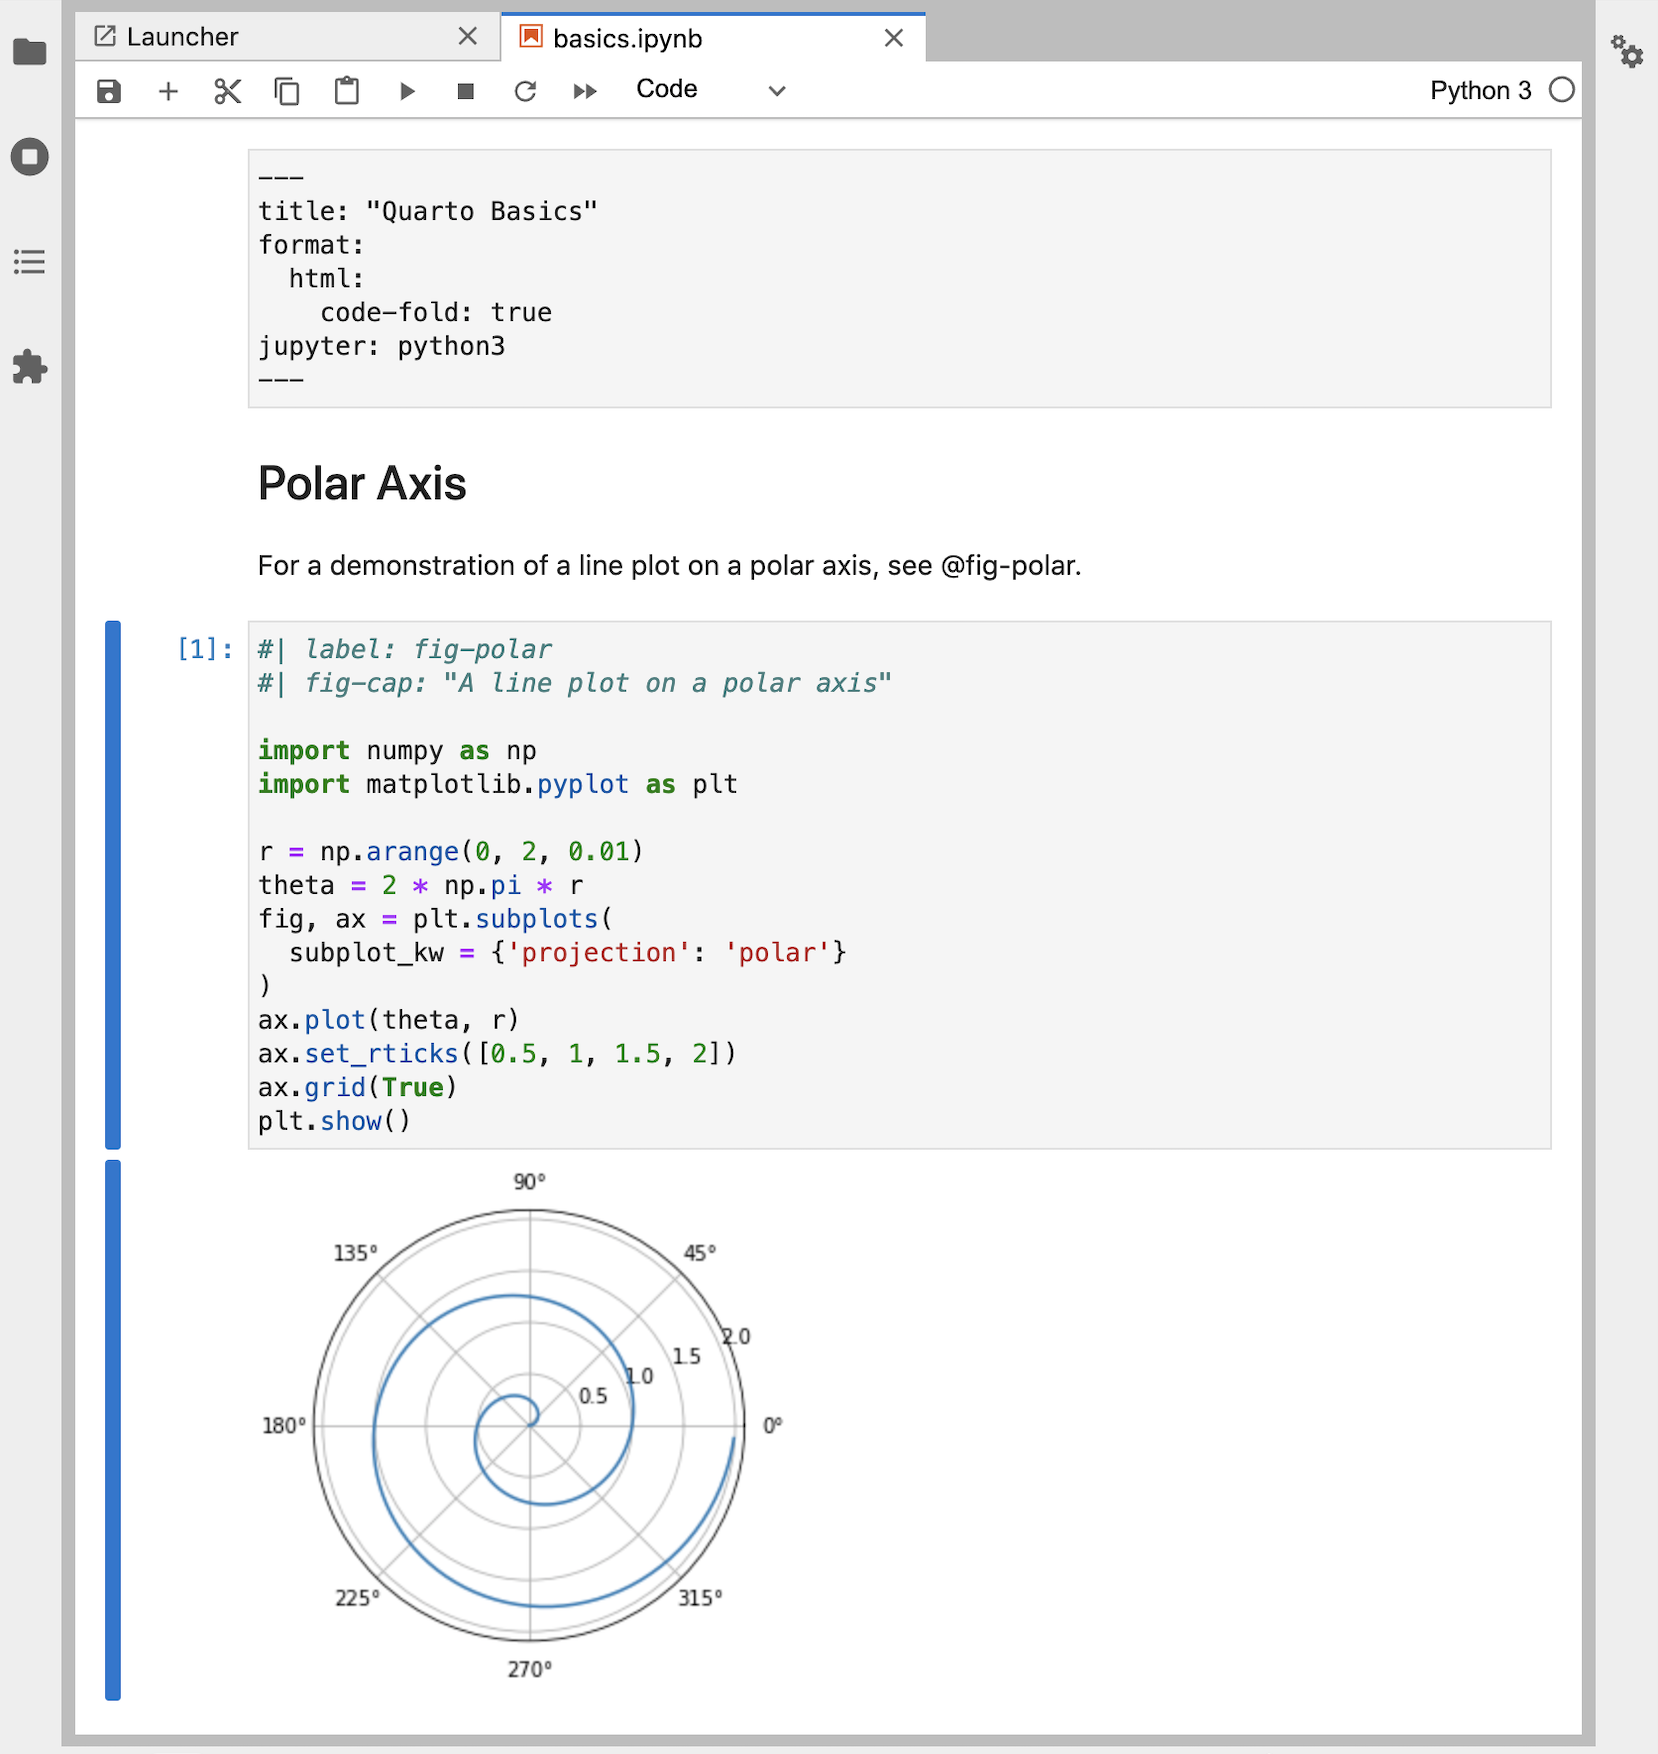 Launcher
basics.ipynb
Code
Python 3
---
title: "Quarto Basics"
format:
  html:
    code-fold: true
jupyter: python3
---
Polar Axis
For a demonstration of a line plot on a polar axis, see @fig-polar.
[1]:
#| label: fig-polar
#| fig-cap: "A line plot on a polar axis"
import numpy as np
import matplotlib.pyplot as plt
r = np.arange(0, 2, 0.01)
theta = 2 * np.pi * r
fig, ax = plt.subplots(
  subplot_kw = {'projection': 'polar'}
)
ax.plot(theta, r)
ax.set_rticks([0.5, 1, 1.5, 2])
ax.grid(True)
plt.show()
90°
135°
45°
2.0
1.5
1.0
0.5
180°
0°
225°
315°
270°